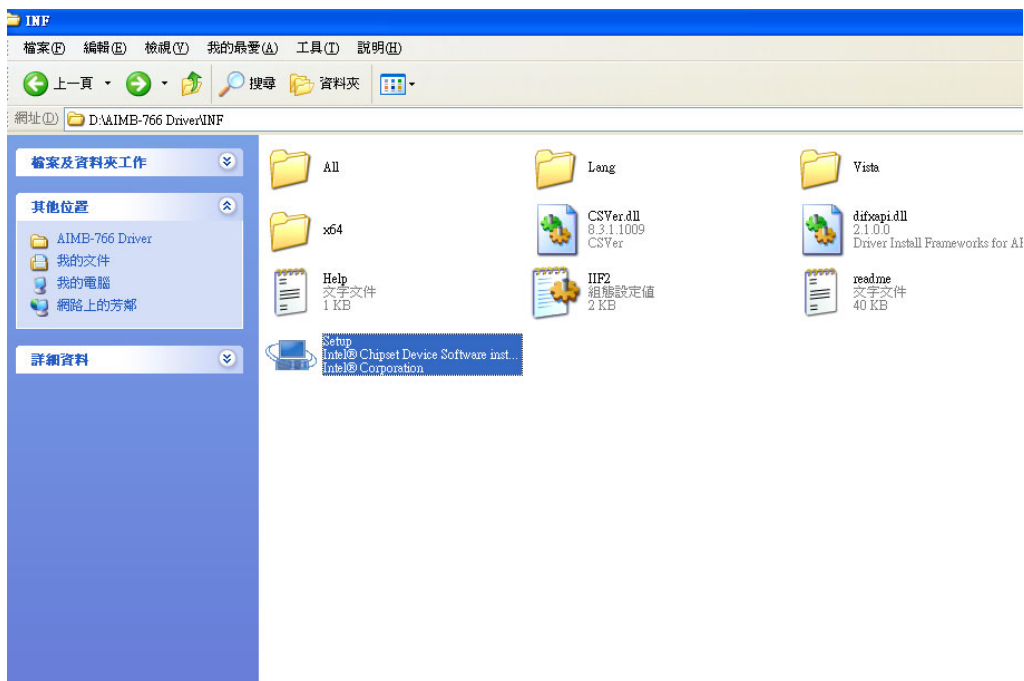 INF
檔案(F) 編輯(E) 檢視(V) 我的最愛(A) 工具(T) 說明(H)
上一頁 搜尋 資料夾
網址(D) D:\AIMB-766 Driver\INF
檔案及資料夾工作
其他位置
AIMB-766 Driver
我的文件
我的電腦
網路上的芳鄰
詳細資料
All
Lang
Vista
x64
CSVer.dll
8.3.1.1009
CSVer
difxapi.dll
2.1.0.0
Driver Install Frameworks for AP
Help
文字文件
1 KB
IIF2
組態設定值
2 KB
readme
文字文件
40 KB
Setup
Intel® Chipset Device Software inst...
Intel® Corporation